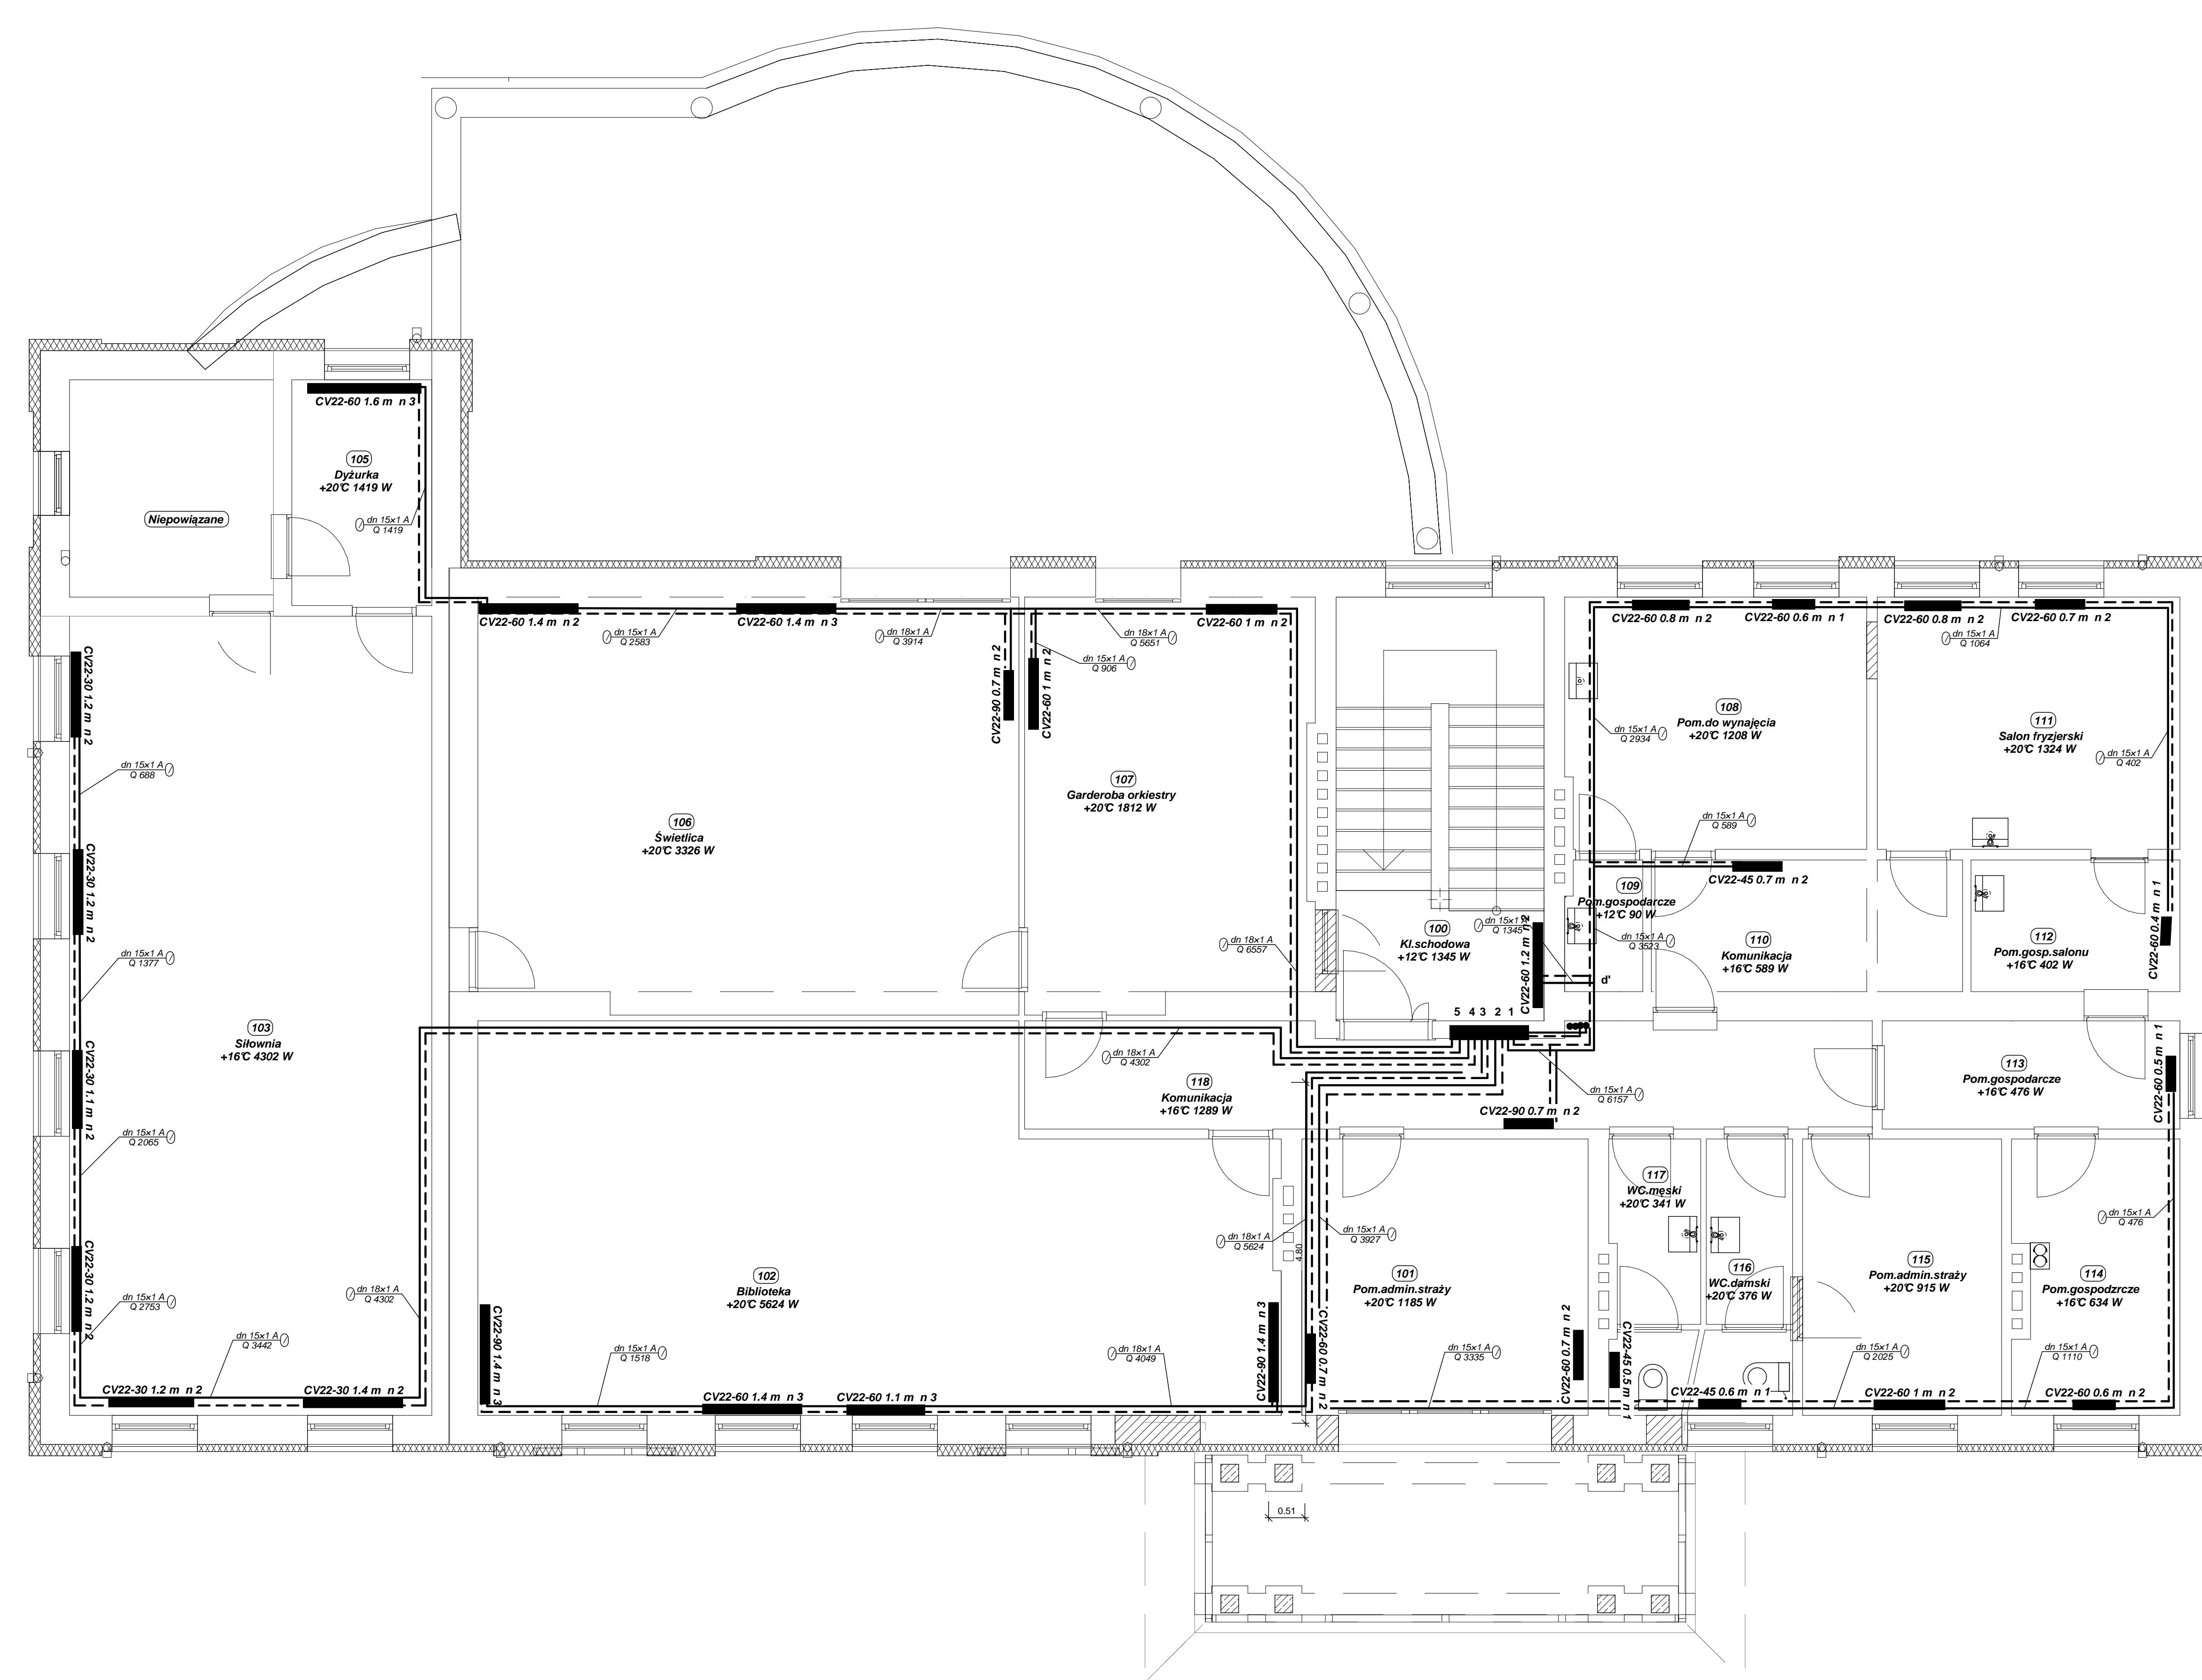 CV22-60 1.6 m  n 3
105
Dyżurka
+20°C 1419 W
dn 15x1 A
Q 1419
Niepowiązane
CV22-60 1.4 m  n 2
dn 15x1 A
Q 2583
CV22-60 1.4 m  n 3
dn 18x1 A
Q 3914
dn 18x1 A
Q 5651
CV22-60 1 m  n 2
dn 15x1 A
Q 906
CV22-90 0.7 m  n 2
CV22-60 1 m  n 2
CV22-60 0.8 m  n 2
CV22-60 0.6 m  n 1
CV22-60 0.8 m  n 2
CV22-60 0.7 m  n 2
dn 15x1 A
Q 1064
CV22-30 1.2 m  n 2
dn 15x1 A
Q 688
108
Pom.do wynajęcia
+20°C 1208 W
dn 15x1 A
Q 2934
111
Salon fryzjerski
+20°C 1324 W
dn 15x1 A
Q 402
107
Garderoba orkiestry
+20°C 1812 W
106
Świetlica
+20°C 3326 W
dn 15x1 A
Q 589
CV22-45 0.7 m  n 2
CV22-30 1.2 m  n 2
dn 15x1 A
Q 1377
109
Pom.gospodarcze
+12°C 90 W
dn 15x1 A
Q 3523
110
Komunikacja
+16°C 589 W
112
Pom.gosp.salonu
+16°C 402 W
CV22-60 0.4 m  n 1
100
Kl.schodowa
+12°C 1345 W
dn 15x1 A
Q 1345
CV22-60 1.2 m  n 2
d'
dn 18x1 A
Q 6557
5 4 3 2 1
103
Siłownia
+16°C 4302 W
CV22-30 1.1 m  n 2
dn 15x1 A
Q 2065
dn 18x1 A
Q 4302
118
Komunikacja
+16°C 1289 W
CV22-90 0.7 m  n 2
dn 15x1 A
Q 6157
113
Pom.gospodarcze
+16°C 476 W
CV22-60 0.5 m  n 1
117
WC.męski
+20°C 341 W
dn 15x1 A
Q 476
dn 18x1 A
Q 5624
dn 15x1 A
Q 3927
4.80
101
Pom.admin.straży
+20°C 1185 W
116
WC.damski
+20°C 376 W
115
Pom.admin.straży
+20°C 915 W
114
Pom.gospodzrcze
+16°C 634 W
102
Biblioteka
+20°C 5624 W
CV22-30 1.2 m  n 2
dn 15x1 A
Q 2753
dn 18x1 A
Q 4302
dn 15x1 A
Q 3442
CV22-30 1.2 m  n 2
CV22-30 1.4 m  n 2
CV22-90 1.4 m  n 3
dn 15x1 A
Q 1518
CV22-60 1.4 m  n 3
CV22-60 1.1 m  n 3
dn 18x1 A
Q 4049
CV22-90 1.4 m  n 3
CV22-60 0.7 m  n 2
dn 15x1 A
Q 3335
CV22-60 0.7 m  n 2
CV22-45 0.5 m  n 1
CV22-45 0.6 m  n 1
dn 15x1 A
Q 2025
CV22-60 1 m  n 2
dn 15x1 A
Q 1110
CV22-60 0.6 m  n 2
0.51